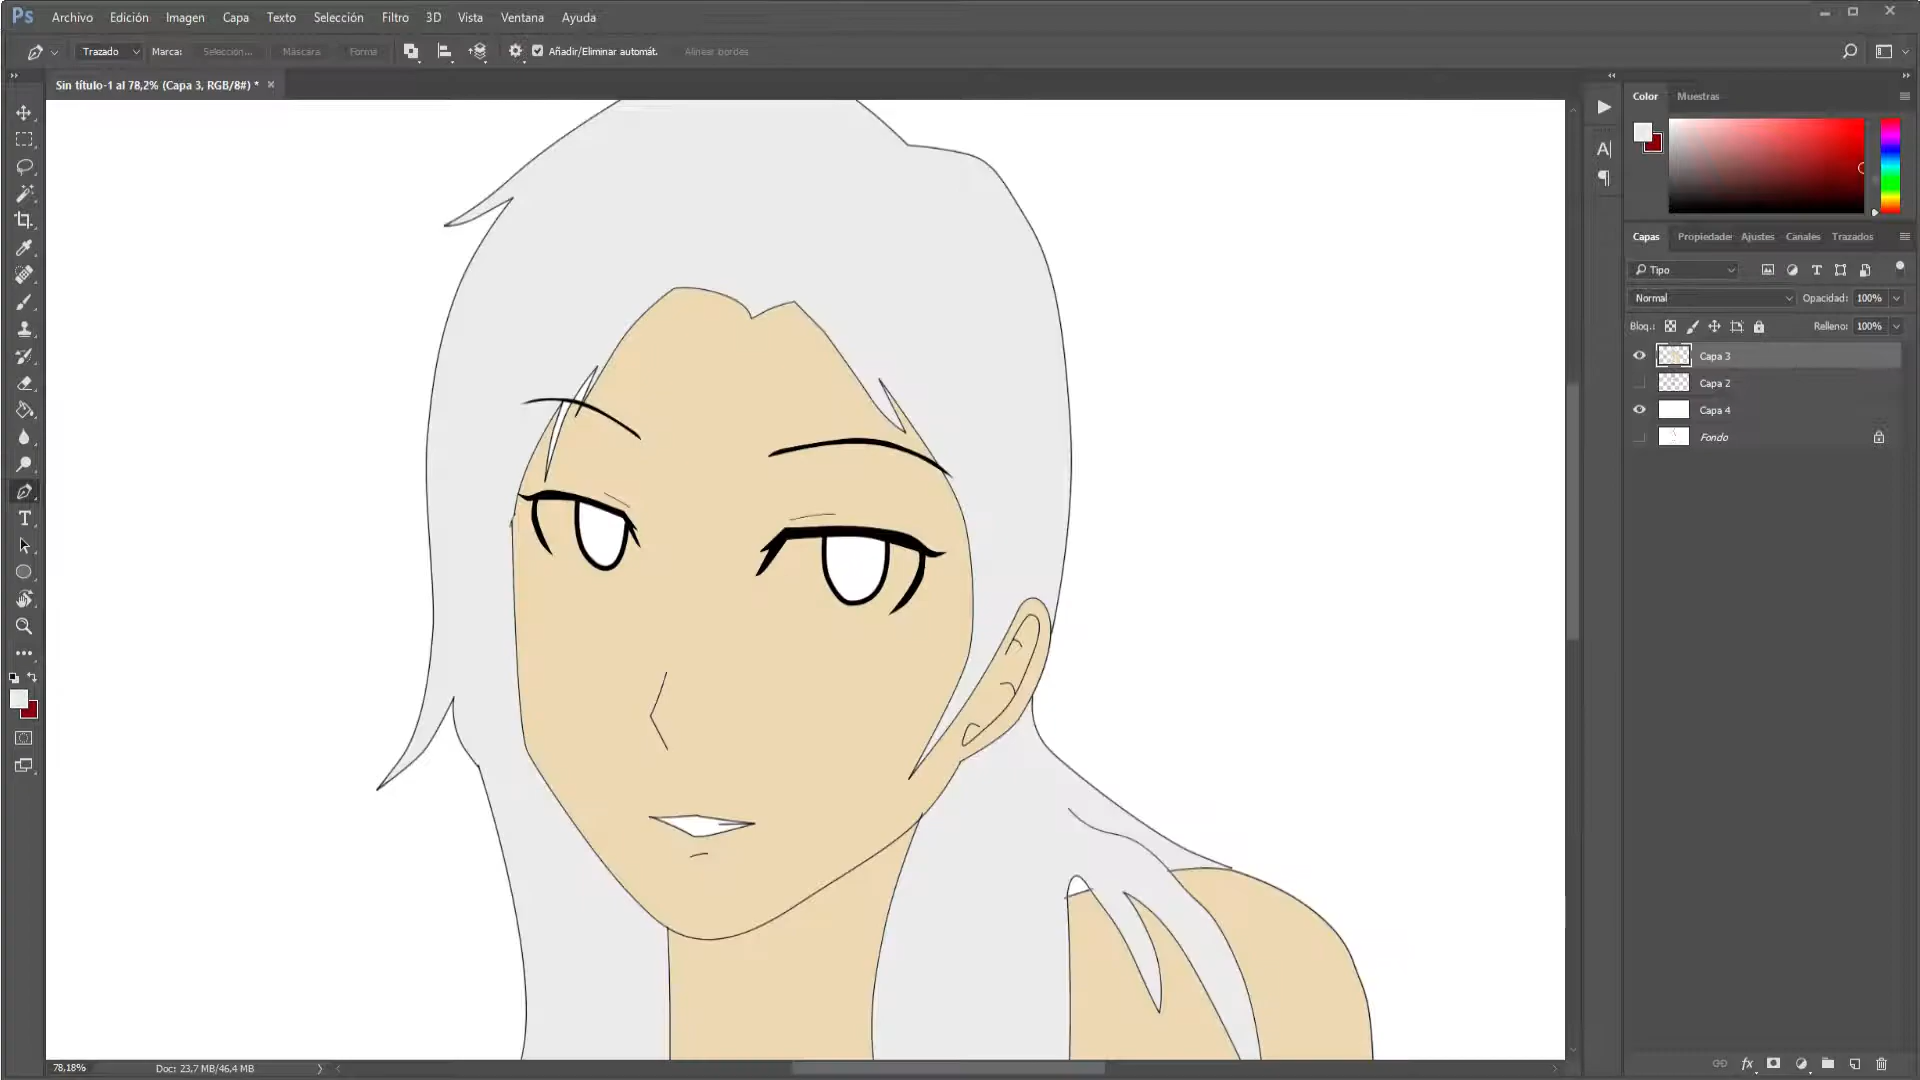 Ps Archivo Edición Imagen Capa Texto Selección Filtro 3D Vista Ventana Ayuda
Trazado Marca: Selección... Máscara Forma Añadir/Eliminar automát. Alinear bordes
Sin título-1 al 78,2% (Capa 3, RGB/8#) * ×
Color Muestras
Capas Propiedade Ajustes Canales Trazados
Tipo
Normal Opacidad: 100%
Bloq.: Relleno: 100%
Capa 3
Capa 2
Capa 4
Fondo
78,18% Doc: 23,7 MB/46,4 MB